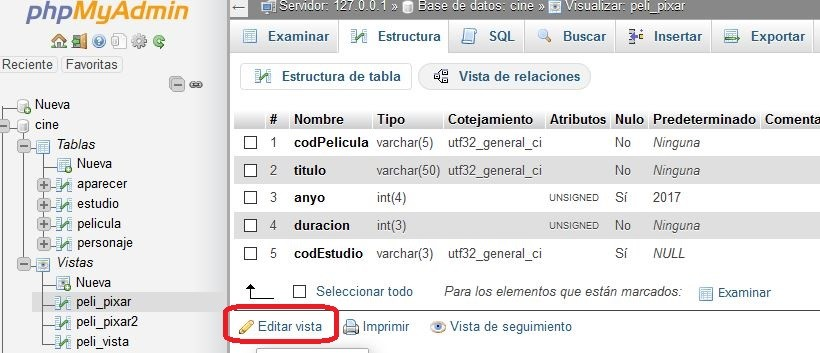 phpMyAdmin
Reciente Favoritas
Nueva
cine
Tablas
Nueva
aparecer
estudio
pelicula
personaje
Vistas
Nueva
peli_pixar
peli_pixar2
peli_vista
Servidor: 127.0.0.1 » Base de datos: cine » Visualizar: peli_pixar
Examinar Estructura SQL Buscar Insertar Exportar
Estructura de tabla Vista de relaciones
# Nombre Tipo Cotejamiento Atributos Nulo Predeterminado Comenta
1 codPelicula varchar(5) utf32_general_ci No Ninguna
2 titulo varchar(50) utf32_general_ci No Ninguna
3 anyo int(4) UNSIGNED Sí 2017
4 duracion int(3) UNSIGNED No Ninguna
5 codEstudio varchar(3) utf32_general_ci Sí NULL
Seleccionar todo Para los elementos que están marcados: Examinar
Editar vista Imprimir Vista de seguimiento